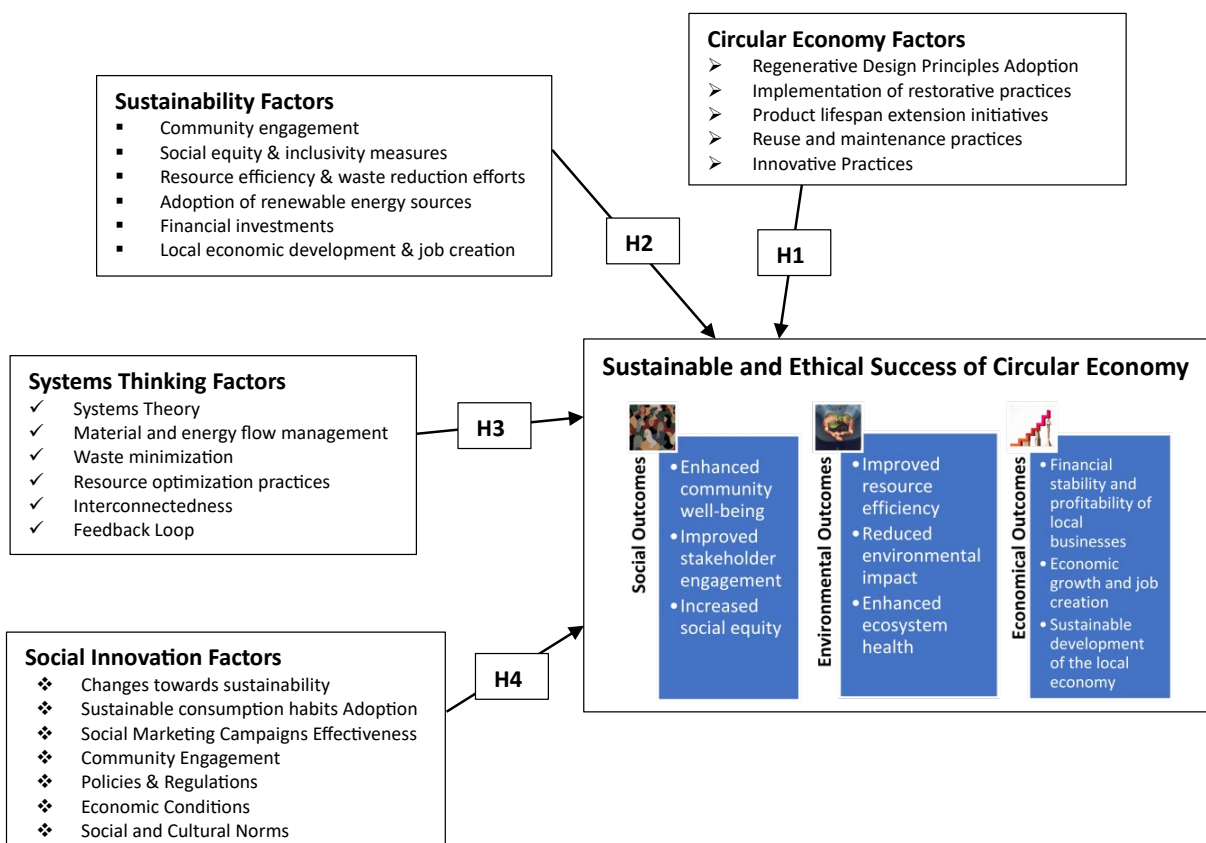 Circular Economy Factors
➢ Regenerative Design Principles Adoption
➢ Implementation of restorative practices
➢ Product lifespan extension initiatives
➢ Reuse and maintenance practices
➢ Innovative Practices
Sustainability Factors
▪ Community engagement
▪ Social equity & inclusivity measures
▪ Resource efficiency & waste reduction efforts
▪ Adoption of renewable energy sources
▪ Financial investments
▪ Local economic development & job creation
H2
H1
Systems Thinking Factors
✓ Systems Theory
✓ Material and energy flow management
✓ Waste minimization
✓ Resource optimization practices
✓ Interconnectedness
✓ Feedback Loop
H3
Social Innovation Factors
❖ Changes towards sustainability
❖ Sustainable consumption habits Adoption
❖ Social Marketing Campaigns Effectiveness
❖ Community Engagement
❖ Policies & Regulations
❖ Economic Conditions
❖ Social and Cultural Norms
H4
Sustainable and Ethical Success of Circular Economy
Social Outcomes
• Enhanced
community
well-being
• Improved
stakeholder
engagement
• Increased
social equity
Environmental Outcomes
• Improved
resource
efficiency
• Reduced
environmental
impact
• Enhanced
ecosystem
health
Economical Outcomes
• Financial
stability and
profitability of
local
businesses
• Economic
growth and job
creation
• Sustainable
development
of the local
economy